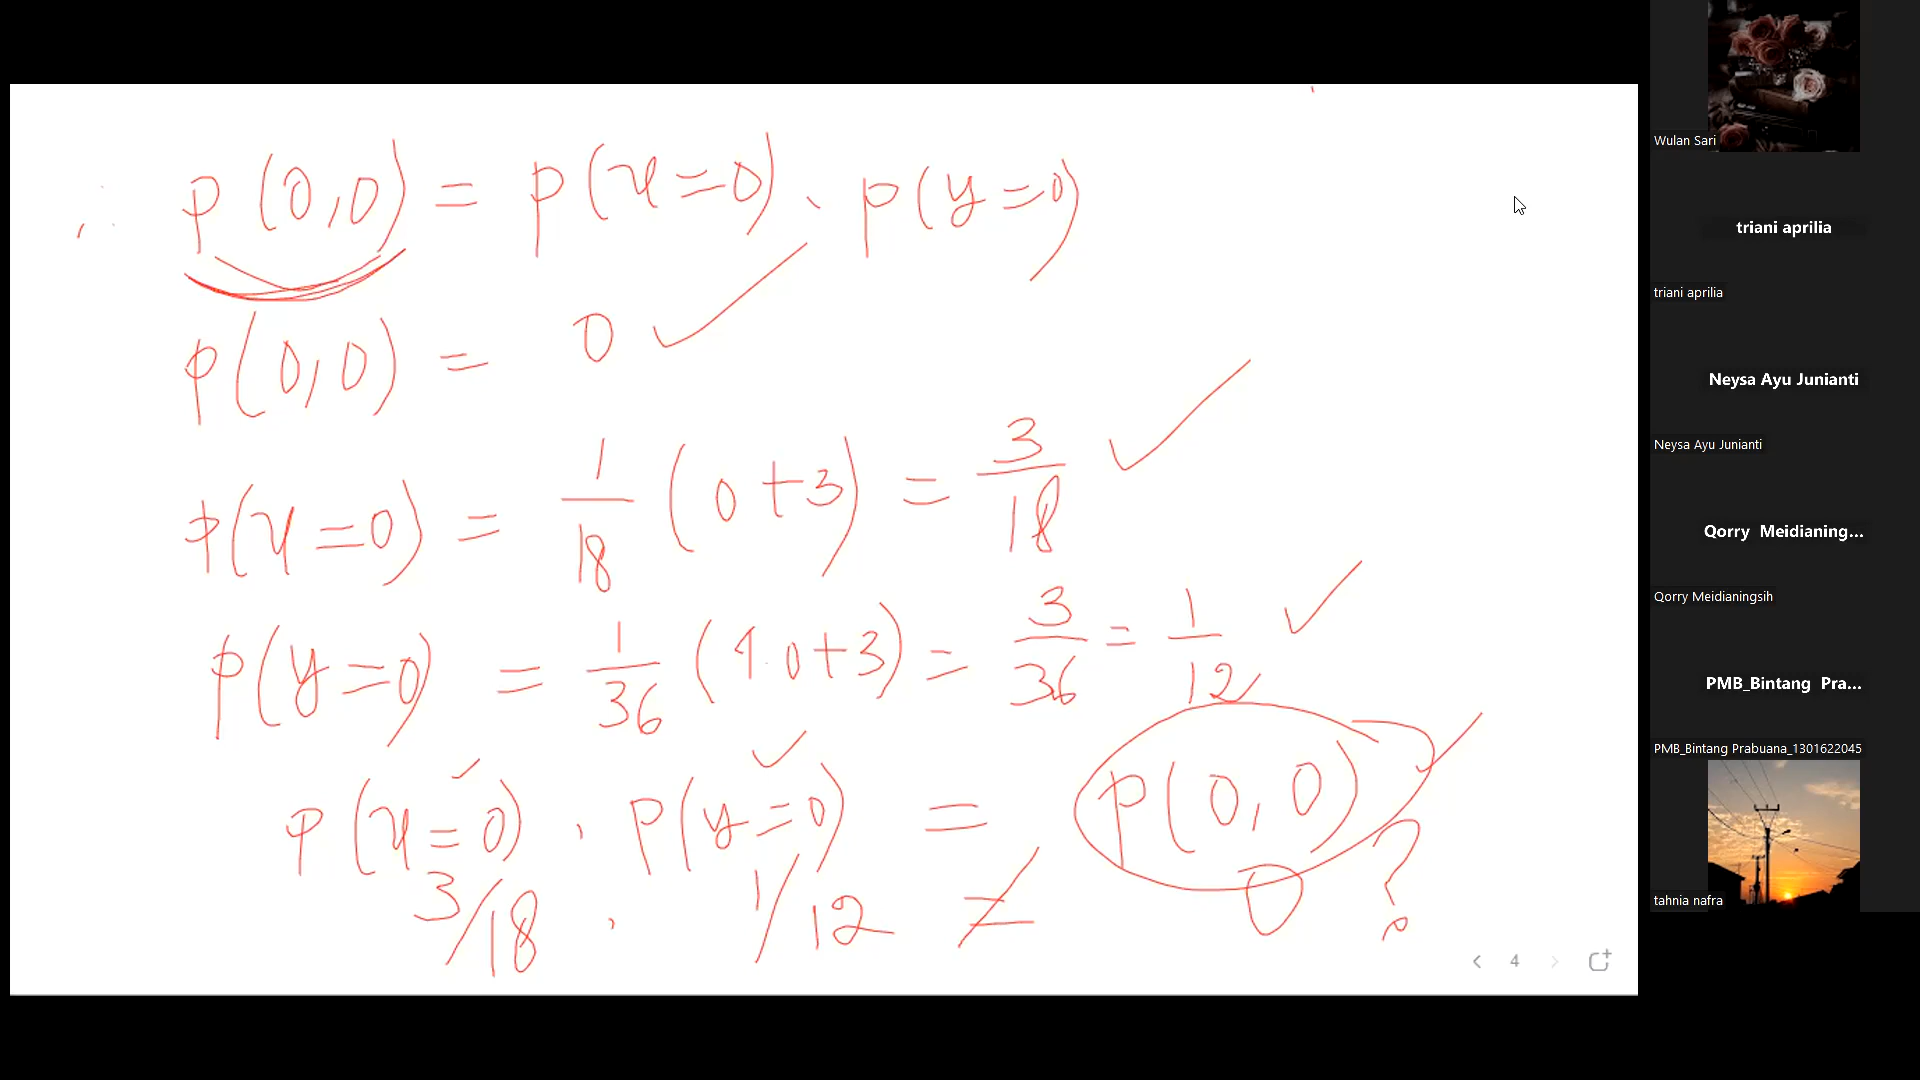 P(0,0) = P(x=0) . P(y=0)
P(0,0) = 0 ✓
P(x=0) = 1/18 (0+3) = 3/18 ✓
P(y=0) = 1/36 (9.0+3) = 3/36 = 1/12 ✓
P(x=0) . P(y=0) = P(0,0) ✓
3/18 . 1/12 ≠ 0 ?
4
Wulan Sari
triani aprilia
triani aprilia
Neysa Ayu Junianti
Neysa Ayu Junianti
Qorry Meidianing...
Qorry Meidianingsih
PMB_Bintang Pra...
PMB_Bintang Prabuana_1301622045
tahnia nafra